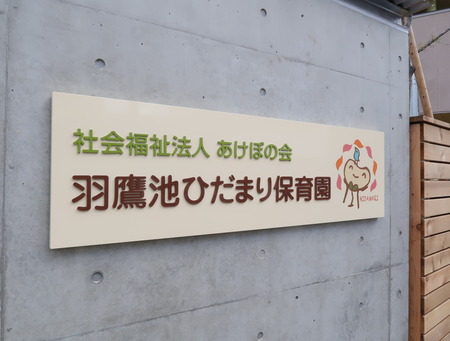 社会福祉法人 あけぼの会
羽鷹池ひだまり保育園